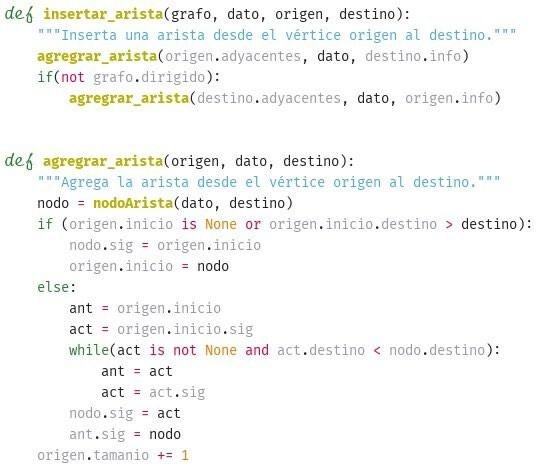 def insertar_arista(grafo, dato, origen, destino):
    """Inserta una arista desde el vértice origen al destino."""
    agregrar_arista(origen.adyacentes, dato, destino.info)
    if(not grafo.dirigido):
        agregrar_arista(destino.adyacentes, dato, origen.info)
def agregrar_arista(origen, dato, destino):
    """Agrega la arista desde el vértice origen al destino."""
    nodo = nodoArista(dato, destino)
    if (origen.inicio is None or origen.inicio.destino > destino):
        nodo.sig = origen.inicio
        origen.inicio = nodo
    else:
        ant = origen.inicio
        act = origen.inicio.sig
        while(act is not None and act.destino < nodo.destino):
            ant = act
            act = act.sig
        nodo.sig = act
        ant.sig = nodo
    origen.tamanio += 1